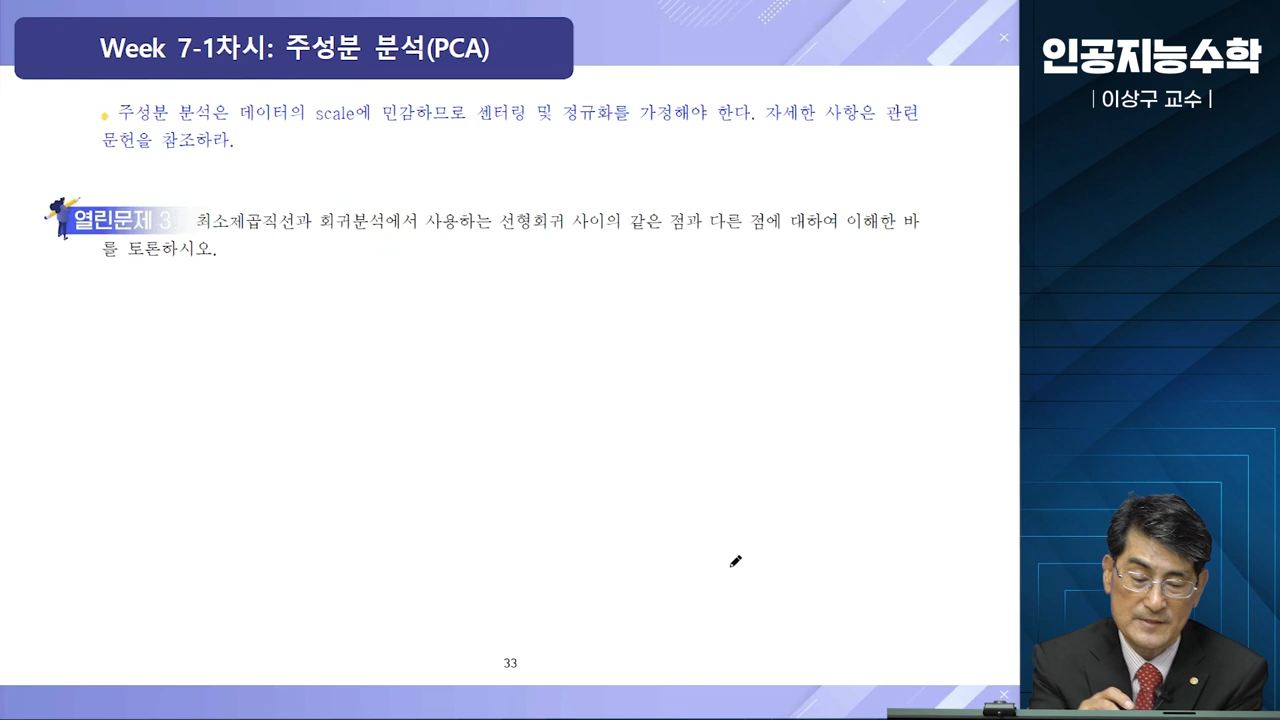 Week 7-1차시: 주성분 분석(PCA)
주성분 분석은 데이터의 scale에 민감하므로 센터링 및 정규화를 가정해야 한다. 자세한 사항은 관련
문헌을 참조하라.
열린문제 3. 최소제곱직선과 회귀분석에서 사용하는 선형회귀 사이의 같은 점과 다른 점에 대하여 이해한 바
를 토론하시오.
33
인공지능수학
| 이상구 교수 |